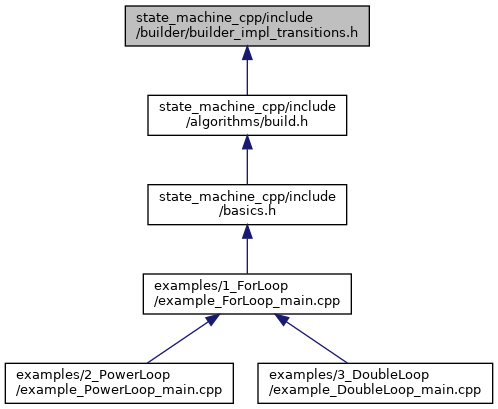 state_machine_cpp/include
/builder/builder_impl_transitions.h
state_machine_cpp/include
/algorithms/build.h
state_machine_cpp/include
/basics.h
examples/1_ForLoop
/example_ForLoop_main.cpp
examples/2_PowerLoop
/example_PowerLoop_main.cpp
examples/3_DoubleLoop
/example_DoubleLoop_main.cpp